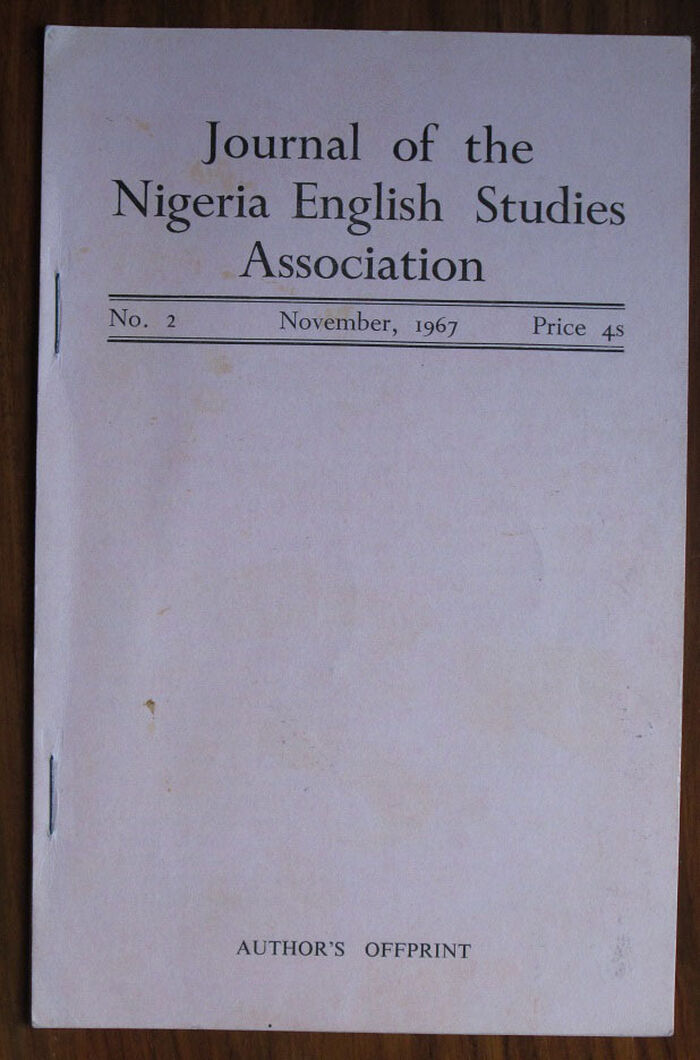 Journal of the
Nigeria English Studies
Association
No. 2 November, 1967 Price 4s
AUTHOR'S OFFPRINT